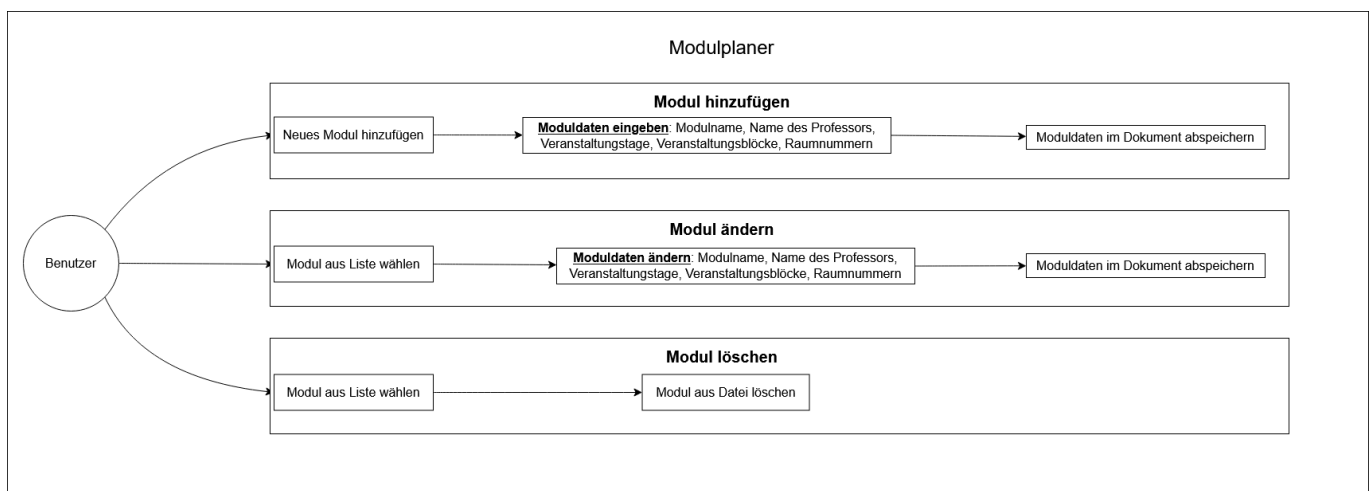 Modulplaner
Modul hinzufügen
Neues Modul hinzufügen
Moduldaten eingeben: Modulname, Name des Professors,
Veranstaltungstage, Veranstaltungsblöcke, Raumnummern
Moduldaten im Dokument abspeichern
Benutzer
Modul ändern
Modul aus Liste wählen
Moduldaten ändern: Modulname, Name des Professors,
Veranstaltungstage, Veranstaltungsblöcke, Raumnummern
Moduldaten im Dokument abspeichern
Modul löschen
Modul aus Liste wählen
Modul aus Datei löschen